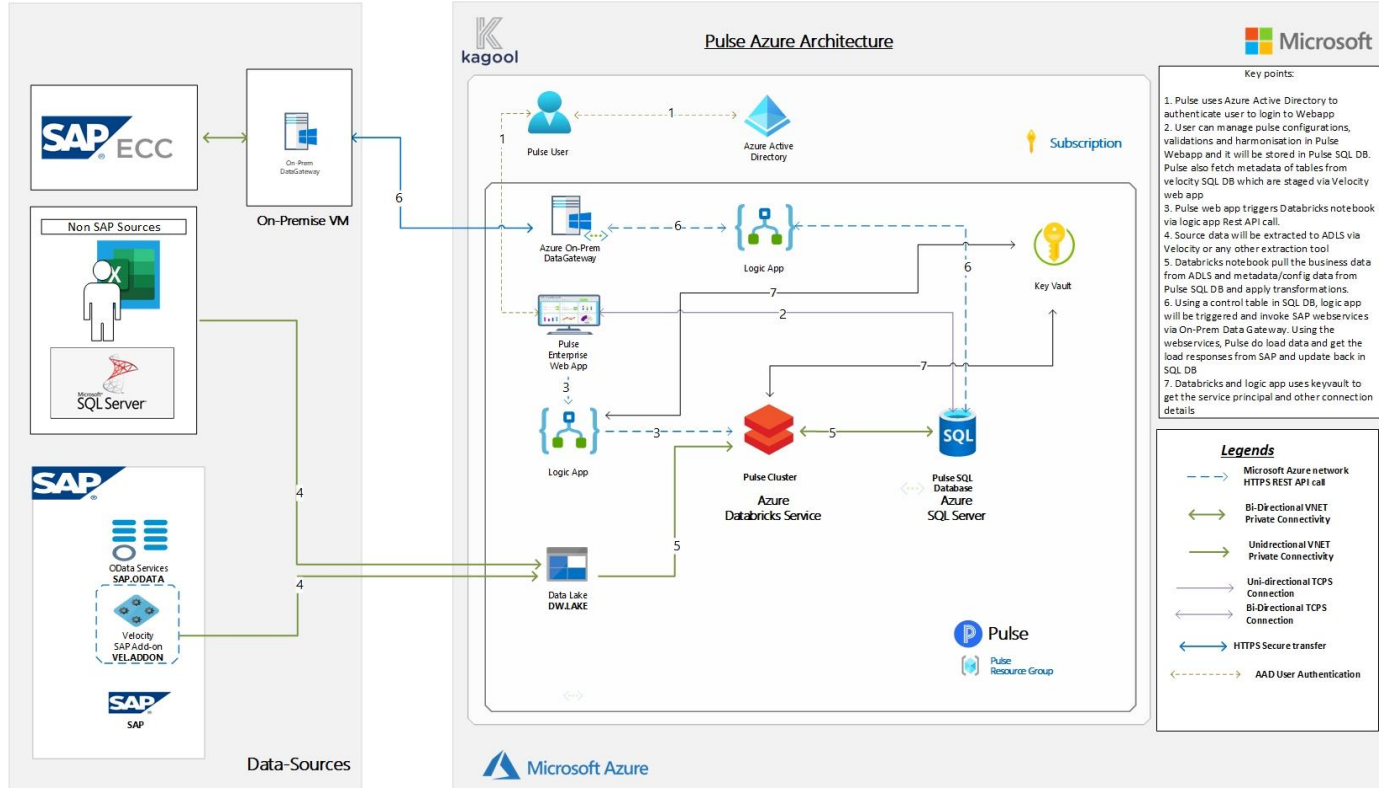 kagool
Pulse Azure Architecture
Microsoft
SAP ECC
On-Prem
DataGateway
On-Premise VM
Non SAP Sources
X
Microsoft
SQL Server
SAP
OData Services
SAP.ODATA
Velocity
SAP Add-on
VEL.ADDON
SAP
SAP
Data-Sources
4
4
6
1
1
Pulse User
Azure Active
Directory
Subscription
Azure On-Prem
DataGateway
6
Logic App
6
Key Vault
7
2
Pulse
Enterprise
Web App
3
7
Logic App
3
5
SQL
Pulse Cluster
Azure
Databricks Service
Pulse SQL
Database
Azure
SQL Server
5
Data Lake
DW.LAKE
Pulse
Pulse
Resource Group
Microsoft Azure
Key points:
1. Pulse uses Azure Active Directory to
authenticate user to login to Webapp
2. User can manage pulse configurations,
validations and harmonisation in Pulse
Webapp and it will be stored in Pulse SQL DB.
Pulse also fetch metadata of tables from
velocity SQL DB which are staged via Velocity
web app
3. Pulse web app triggers Databricks notebook
via logic app Rest API call.
4. Source data will be extracted to ADLS via
Velocity or any other extraction tool
5. Databricks notebook pull the business data
from ADLS and metadata/config data from
Pulse SQL DB and apply transformations.
6. Using a control table in SQL DB, logic app
will be triggered and invoke SAP webservices
via On-Prem Data Gateway. Using the
webservices, Pulse do load data and get the
load responses from SAP and update back in
SQL DB
7. Databricks and logic app uses keyvault to
get the service principal and other connection
details
Legends
Microsoft Azure network
HTTPS REST API call
Bi-Directional VNET
Private Connectivity
Unidirectional VNET
Private Connectivity
Uni-directional TCPS
Connection
Bi-Directional TCPS
Connection
HTTPS Secure transfer
AAD User Authentication